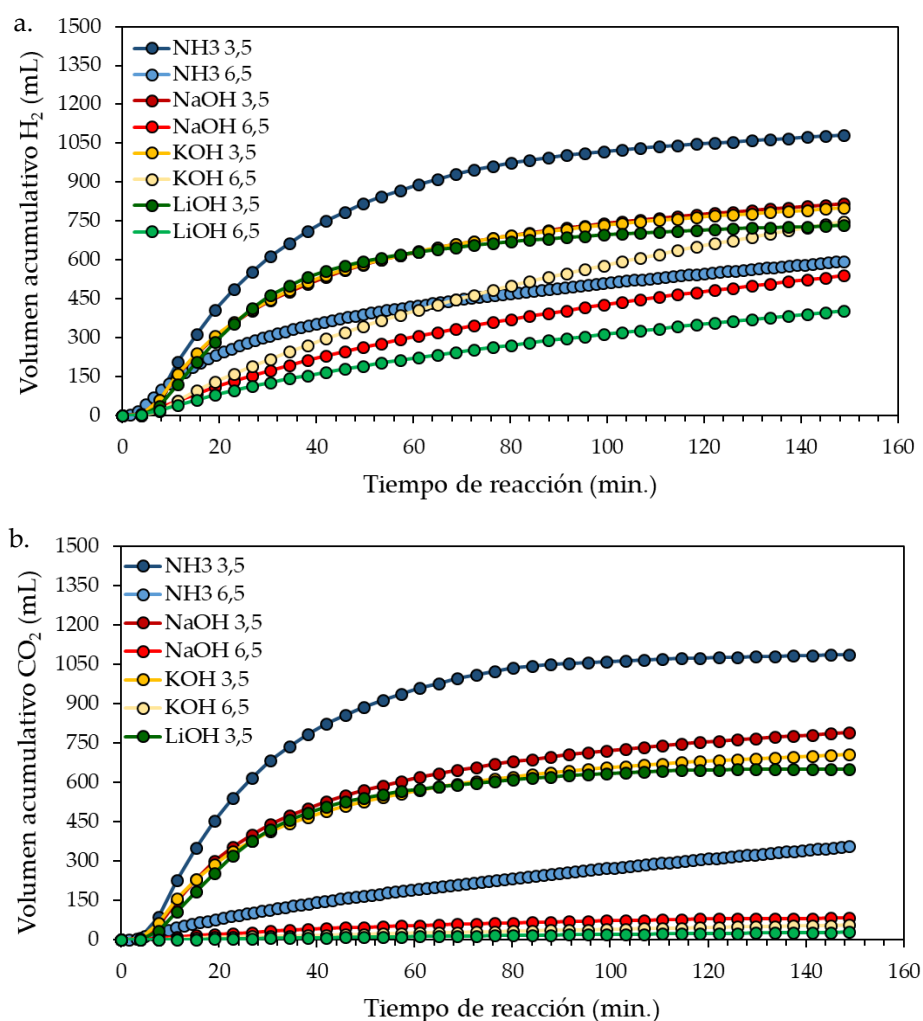 a.
Volumen acumulativo H2 (mL)
1500
1350
1200
1050
900
750
600
450
300
150
0
NH3 3,5
NH3 6,5
NaOH 3,5
NaOH 6,5
KOH 3,5
KOH 6,5
LiOH 3,5
LiOH 6,5
0 20 40 60 80 100 120 140 160
Tiempo de reacción (min.)
b.
Volumen acumulativo CO2 (mL)
1500
1350
1200
1050
900
750
600
450
300
150
0
NH3 3,5
NH3 6,5
NaOH 3,5
NaOH 6,5
KOH 3,5
KOH 6,5
LiOH 3,5
0 20 40 60 80 100 120 140 160
Tiempo de reacción (min.)